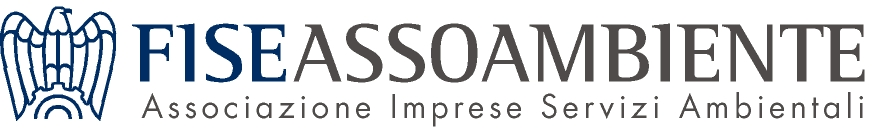 FISEASSOAMBIENTE
Associazione Imprese Servizi Ambientali